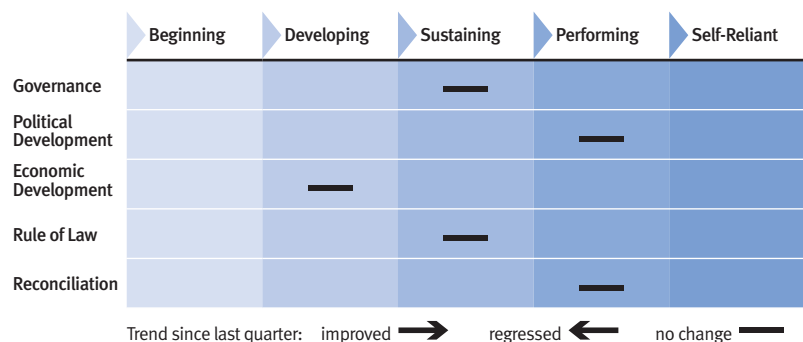 Beginning Developing Sustaining Performing Self-Reliant
Governance
Political
Development
Economic
Development
Rule of Law
Reconciliation
Trend since last quarter: improved regressed no change